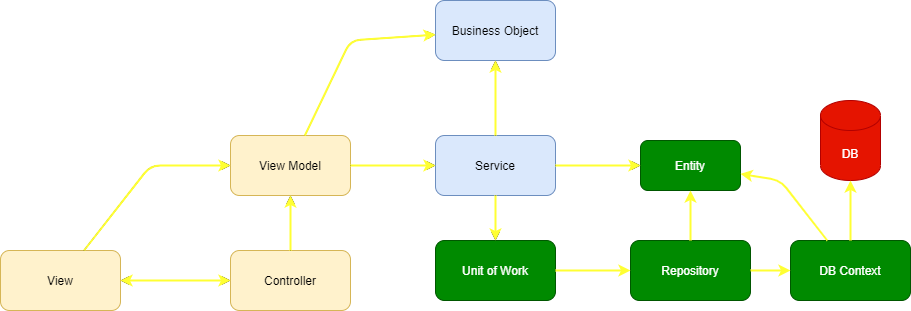 Business Object
View Model
Service
Entity
DB
View
Controller
Unit of Work
Repository
DB Context